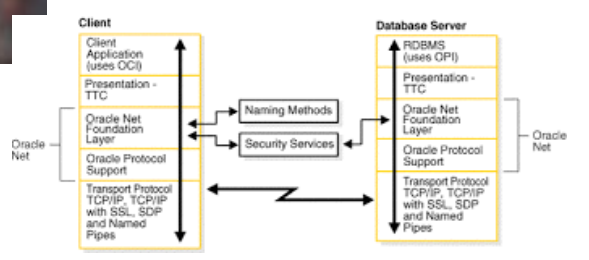 Client
Client
Application
(uses OCI)
Presentation -
TTC
Oracle Net
Foundation
Layer
Oracle Protocol
Support
Transport Protocol
TCP/IP, TCP/IP
with SSL, SDP
and Named
Pipes
Oracle
Net
Naming Methods
Security Services
Database Server
RDBMS
(uses OPI)
Presentation -
TTC
Oracle Net
Foundation
Layer
Oracle Protocol
Support
Transport Protocol
TCP/IP, TCP/IP
with SSL, SDP
and Named
Pipes
Oracle
Net